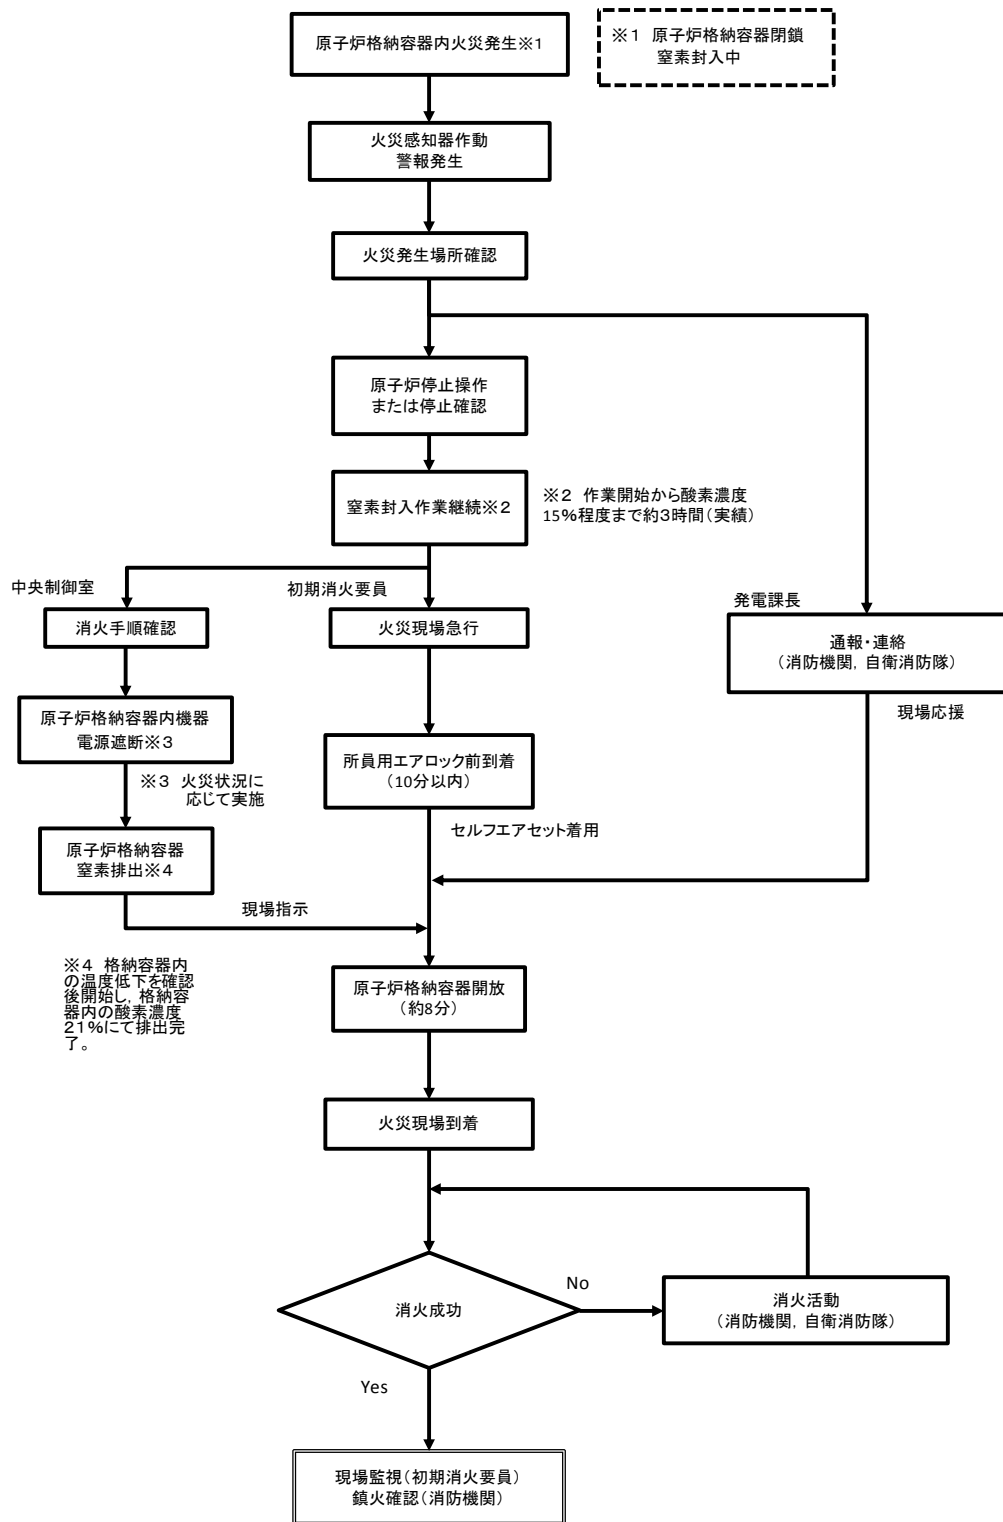 原子炉格納容器内火災発生※1
※1 原子炉格納容器閉鎖
窒素封入中
火災感知器作動
警報発生
火災発生場所確認
原子炉停止操作
または停止確認
窒素封入作業継続※2
※2 作業開始から酸素濃度
15%程度まで約3時間(実績)
中央制御室
初期消火要員
発電課長
消火手順確認
火災現場急行
通報・連絡
(消防機関, 自衛消防隊)
現場応援
原子炉格納容器内機器
電源遮断※3
※3 火災状況に
応じて実施
所員用エアロック前到着
(10分以内)
セルフエアセット着用
原子炉格納容器
窒素排出※4
現場指示
※4 格納容器内
の温度低下を確認
後開始し, 格納容
器内の酸素濃度
21%にて排出完
了。
原子炉格納容器開放
(約8分)
火災現場到着
消火成功
No
消火活動
(消防機関, 自衛消防隊)
Yes
現場監視(初期消火要員)
鎮火確認(消防機関)